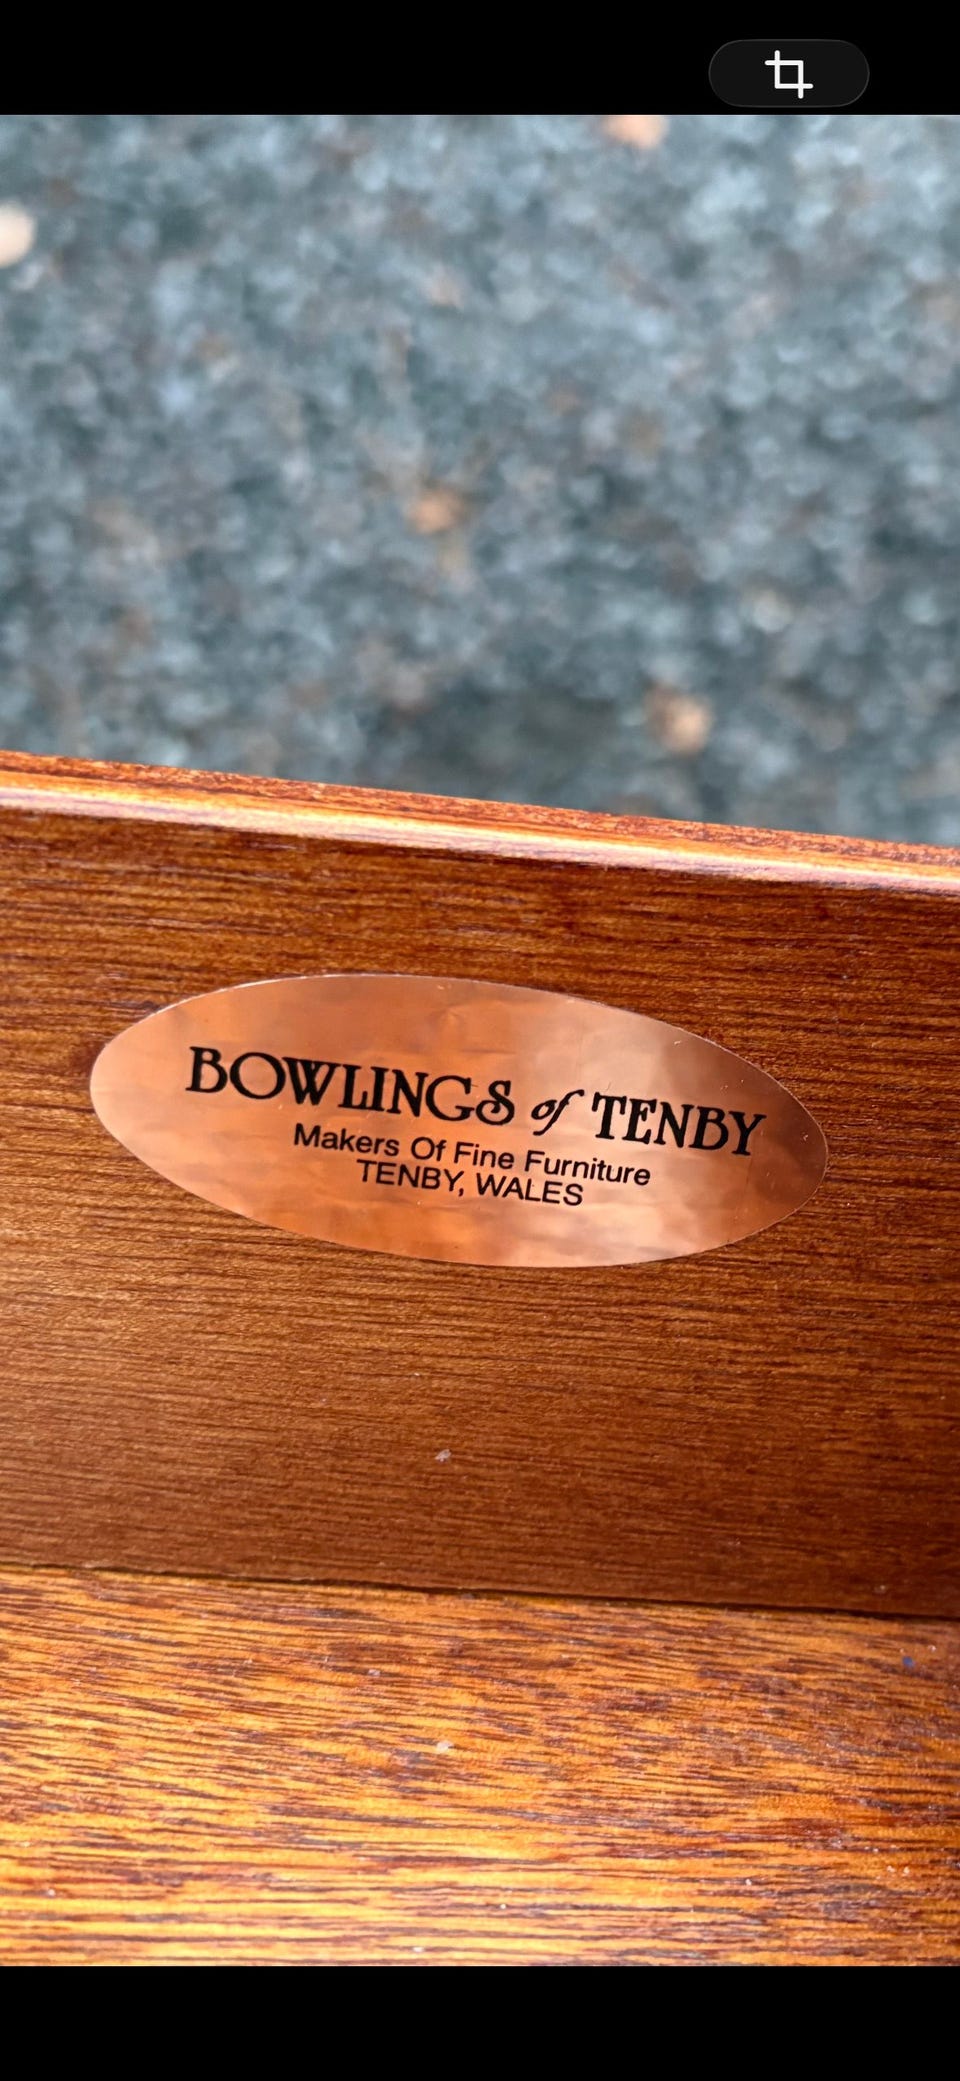 BOWLINGS of TENBY
Makers Of Fine Furniture
TENBY, WALES